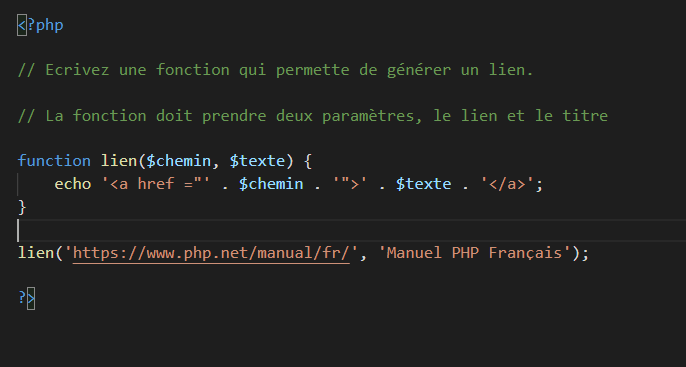 <?php
// Ecrivez une fonction qui permette de générer un lien.
// La fonction doit prendre deux paramètres, le lien et le titre
function lien($chemin, $texte) {
    echo '<a href ="' . $chemin . '">' . $texte . '</a>';
}
lien('https://www.php.net/manual/fr/', 'Manuel PHP Français');
?>